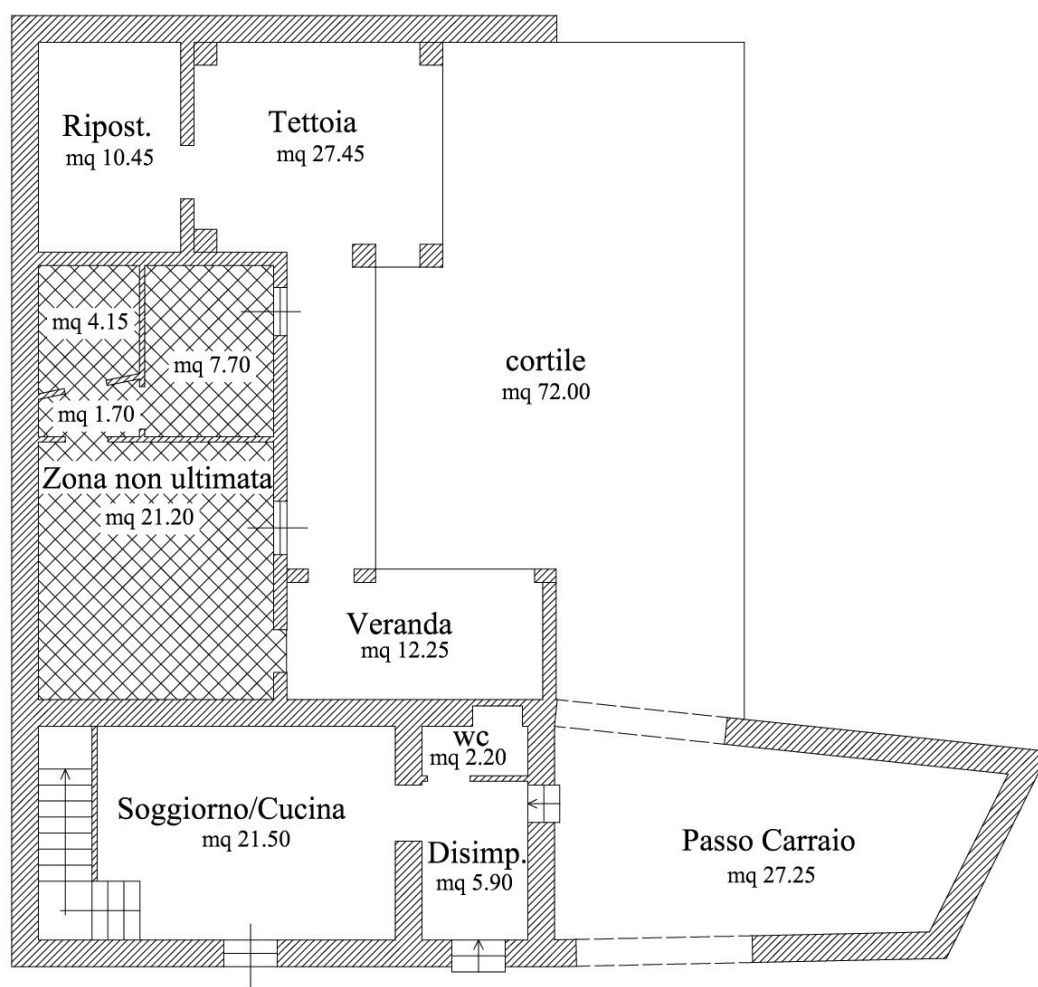 Ripost.
mq 10.45
Tettoia
mq 27.45
mq 4.15
mq 7.70
mq 1.70
cortile
mq 72.00
Zona non ultimata
mq 21.20
Veranda
mq 12.25
wc
mq 2.20
Soggiorno/Cucina
mq 21.50
Disimp.
mq 5.90
Passo Carraio
mq 27.25